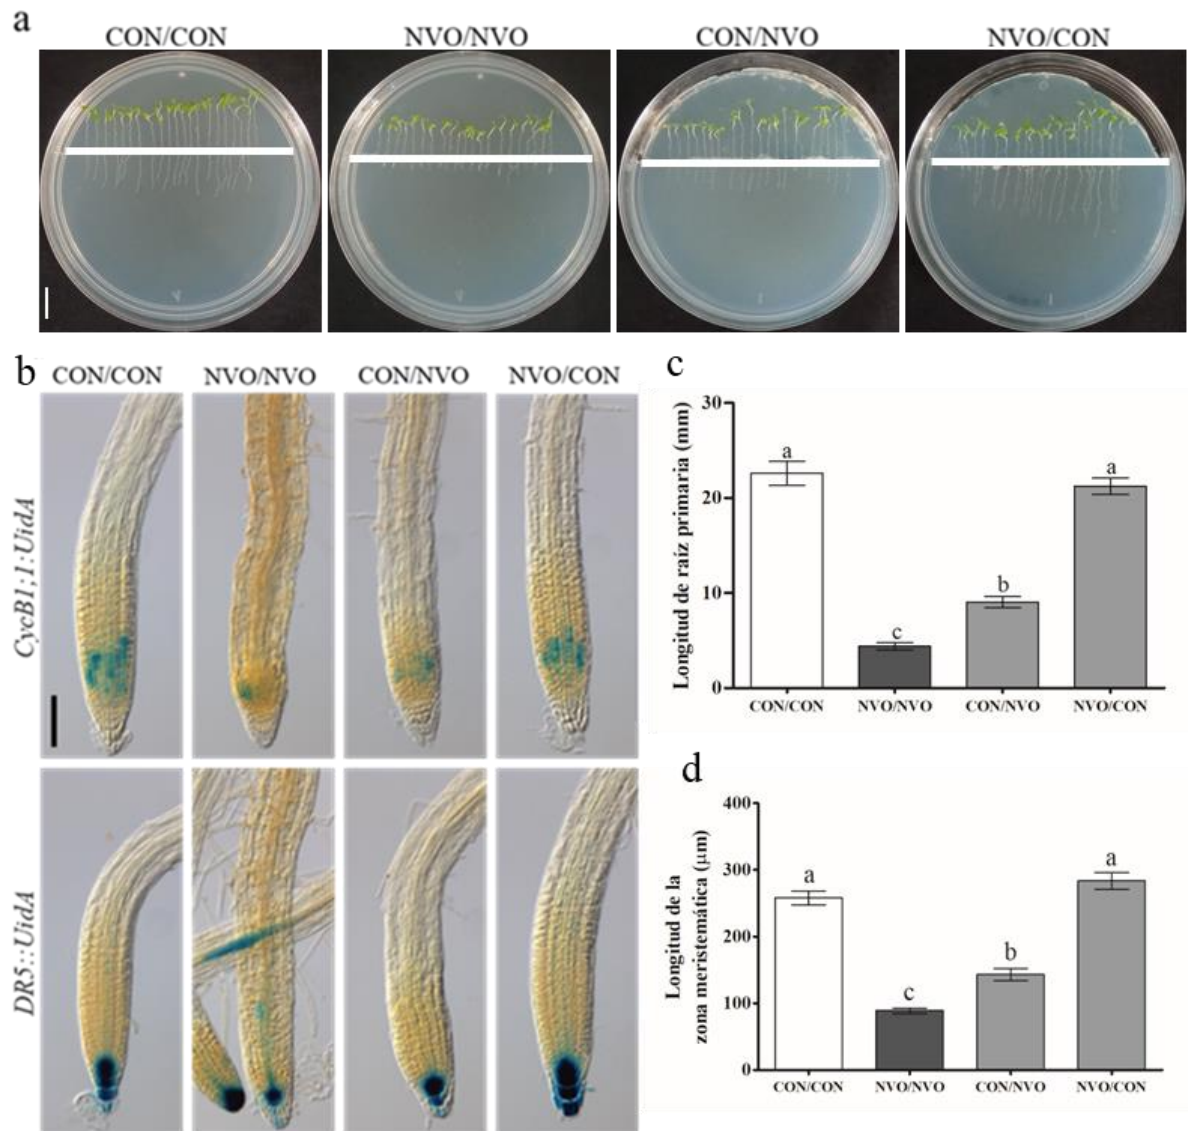 a
CON/CON NVO/NVO CON/NVO NVO/CON
b
CON/CON NVO/NVO CON/NVO NVO/CON
CycB1;1:UidA
DR5::UidA
c
Longitud de raíz primaria (mm)
30
20
10
0
a
c
b
a
CON/CON NVO/NVO CON/NVO NVO/CON
d
Longitud de la
zona meristemática (μm)
400
300
200
100
0
a
c
b
a
CON/CON NVO/NVO CON/NVO NVO/CON